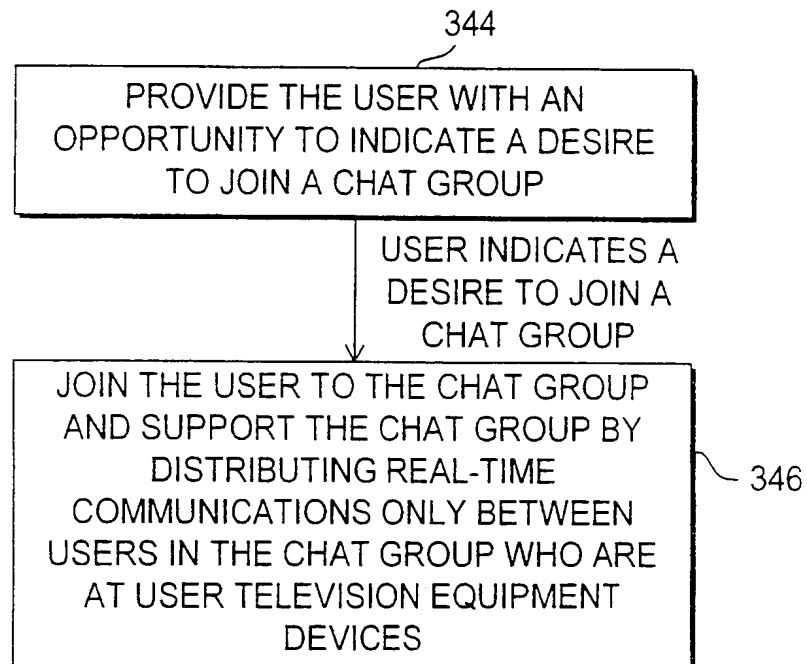 344
PROVIDE THE USER WITH AN
OPPORTUNITY TO INDICATE A DESIRE
TO JOIN A CHAT GROUP
USER INDICATES A
DESIRE TO JOIN A
CHAT GROUP
JOIN THE USER TO THE CHAT GROUP
AND SUPPORT THE CHAT GROUP BY
DISTRIBUTING REAL-TIME
COMMUNICATIONS ONLY BETWEEN
USERS IN THE CHAT GROUP WHO ARE
AT USER TELEVISION EQUIPMENT
DEVICES
346